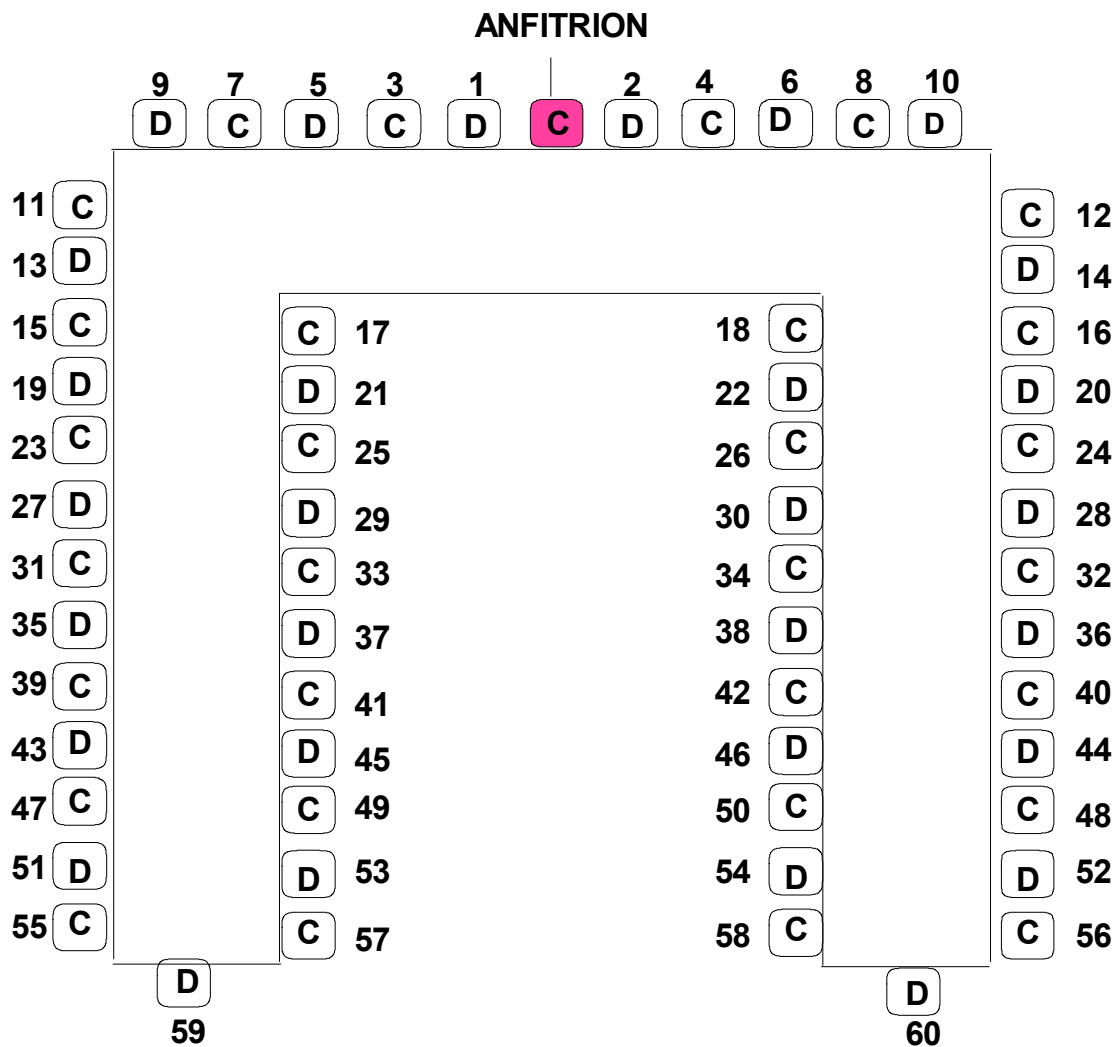 ANFITRION
9 7 5 3 1 2 4 6 8 10
D C D C D C D C D C D
11 C C 12
13 D D 14
15 C C 17 18 C C 16
19 D D 21 22 D D 20
23 C C 25 26 C C 24
27 D D 29 30 D D 28
31 C C 33 34 C C 32
35 D D 37 38 D D 36
39 C C 41 42 C C 40
43 D D 45 46 D D 44
47 C C 49 50 C C 48
51 D D 53 54 D D 52
55 C C 57 58 C C 56
D D
59 60